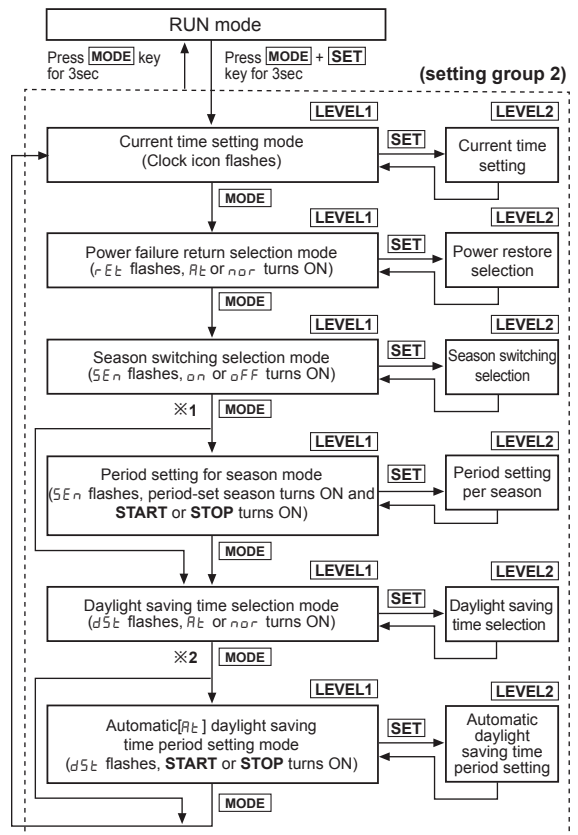 RUN mode
Press MODE key
for 3sec
Press MODE + SET
key for 3sec
(setting group 2)
LEVEL1
LEVEL2
Current time setting mode
(Clock icon flashes)
SET
Current time
setting
MODE
LEVEL1
LEVEL2
Power failure return selection mode
(rEt flashes, At or nor turns ON)
SET
Power restore
selection
MODE
LEVEL1
LEVEL2
Season switching selection mode
(SEn flashes, on or oFF turns ON)
SET
Season switching
selection
※1 MODE
LEVEL1
LEVEL2
Period setting for season mode
(SEn flashes, period-set season turns ON and
START or STOP turns ON)
SET
Period setting
per season
MODE
LEVEL1
LEVEL2
Daylight saving time selection mode
(dSt flashes, At or nor turns ON)
SET
Daylight saving
time selection
※2 MODE
LEVEL1
LEVEL2
Automatic[At] daylight saving
time period setting mode
(dSt flashes, START or STOP turns ON)
SET
Automatic
daylight
saving time
period setting
MODE